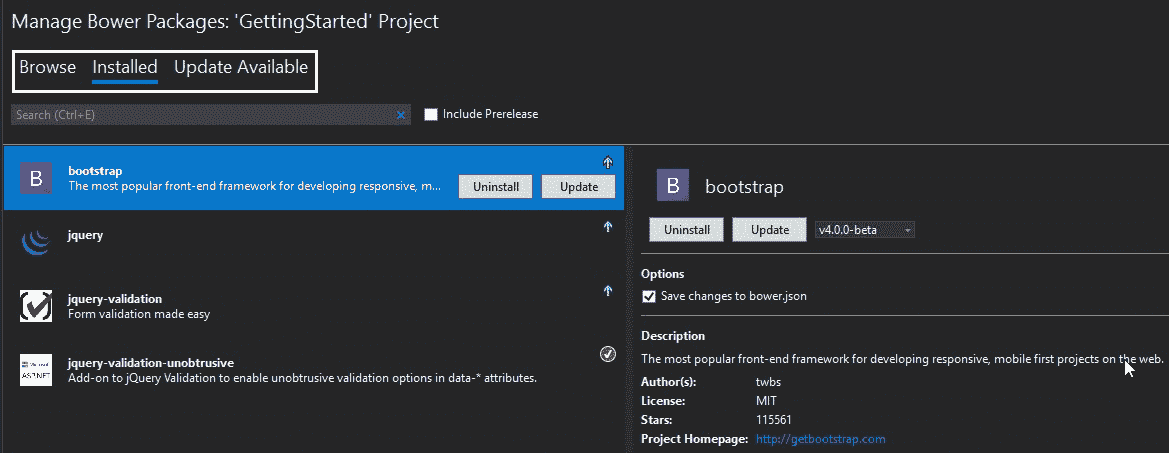 Manage Bower Packages: 'GettingStarted' Project
Browse Installed Update Available
Search (Ctrl+E)
Include Prerelease
B
bootstrap
The most popular front-end framework for developing responsive, m...
Uninstall Update
jquery
jquery-validation
Form validation made easy
Microsoft
ASP.NET
jquery-validation-unobtrusive
Add-on to jQuery Validation to enable unobtrusive validation options in data-* attributes.
B bootstrap
Uninstall Update v4.0.0-beta
Options
Save changes to bower.json
Description
The most popular front-end framework for developing responsive, mobile first projects on the web.
Author(s): twbs
License: MIT
Stars: 115561
Project Homepage: http://getbootstrap.com